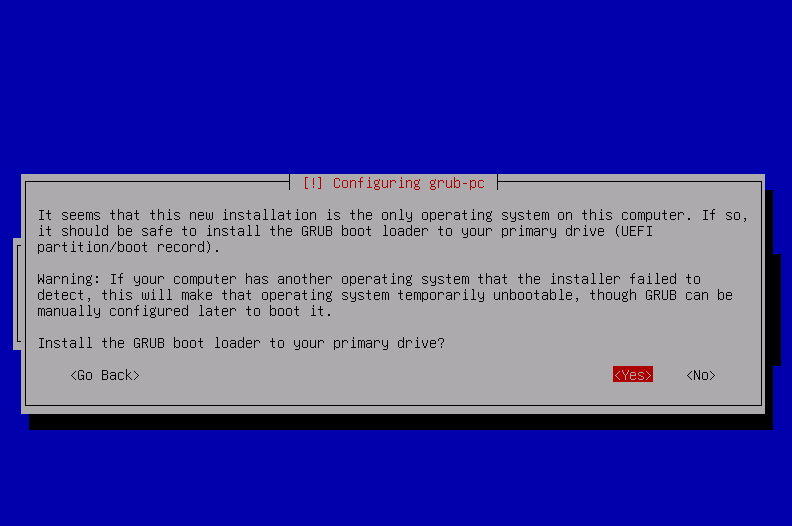 [!] Configuring grub-pc
It seems that this new installation is the only operating system on this computer. If so,
it should be safe to install the GRUB boot loader to your primary drive (UEFI
partition/boot record).
Warning: If your computer has another operating system that the installer failed to
detect, this will make that operating system temporarily unbootable, though GRUB can be
manually configured later to boot it.
Install the GRUB boot loader to your primary drive?
<Go Back> <Yes> <No>